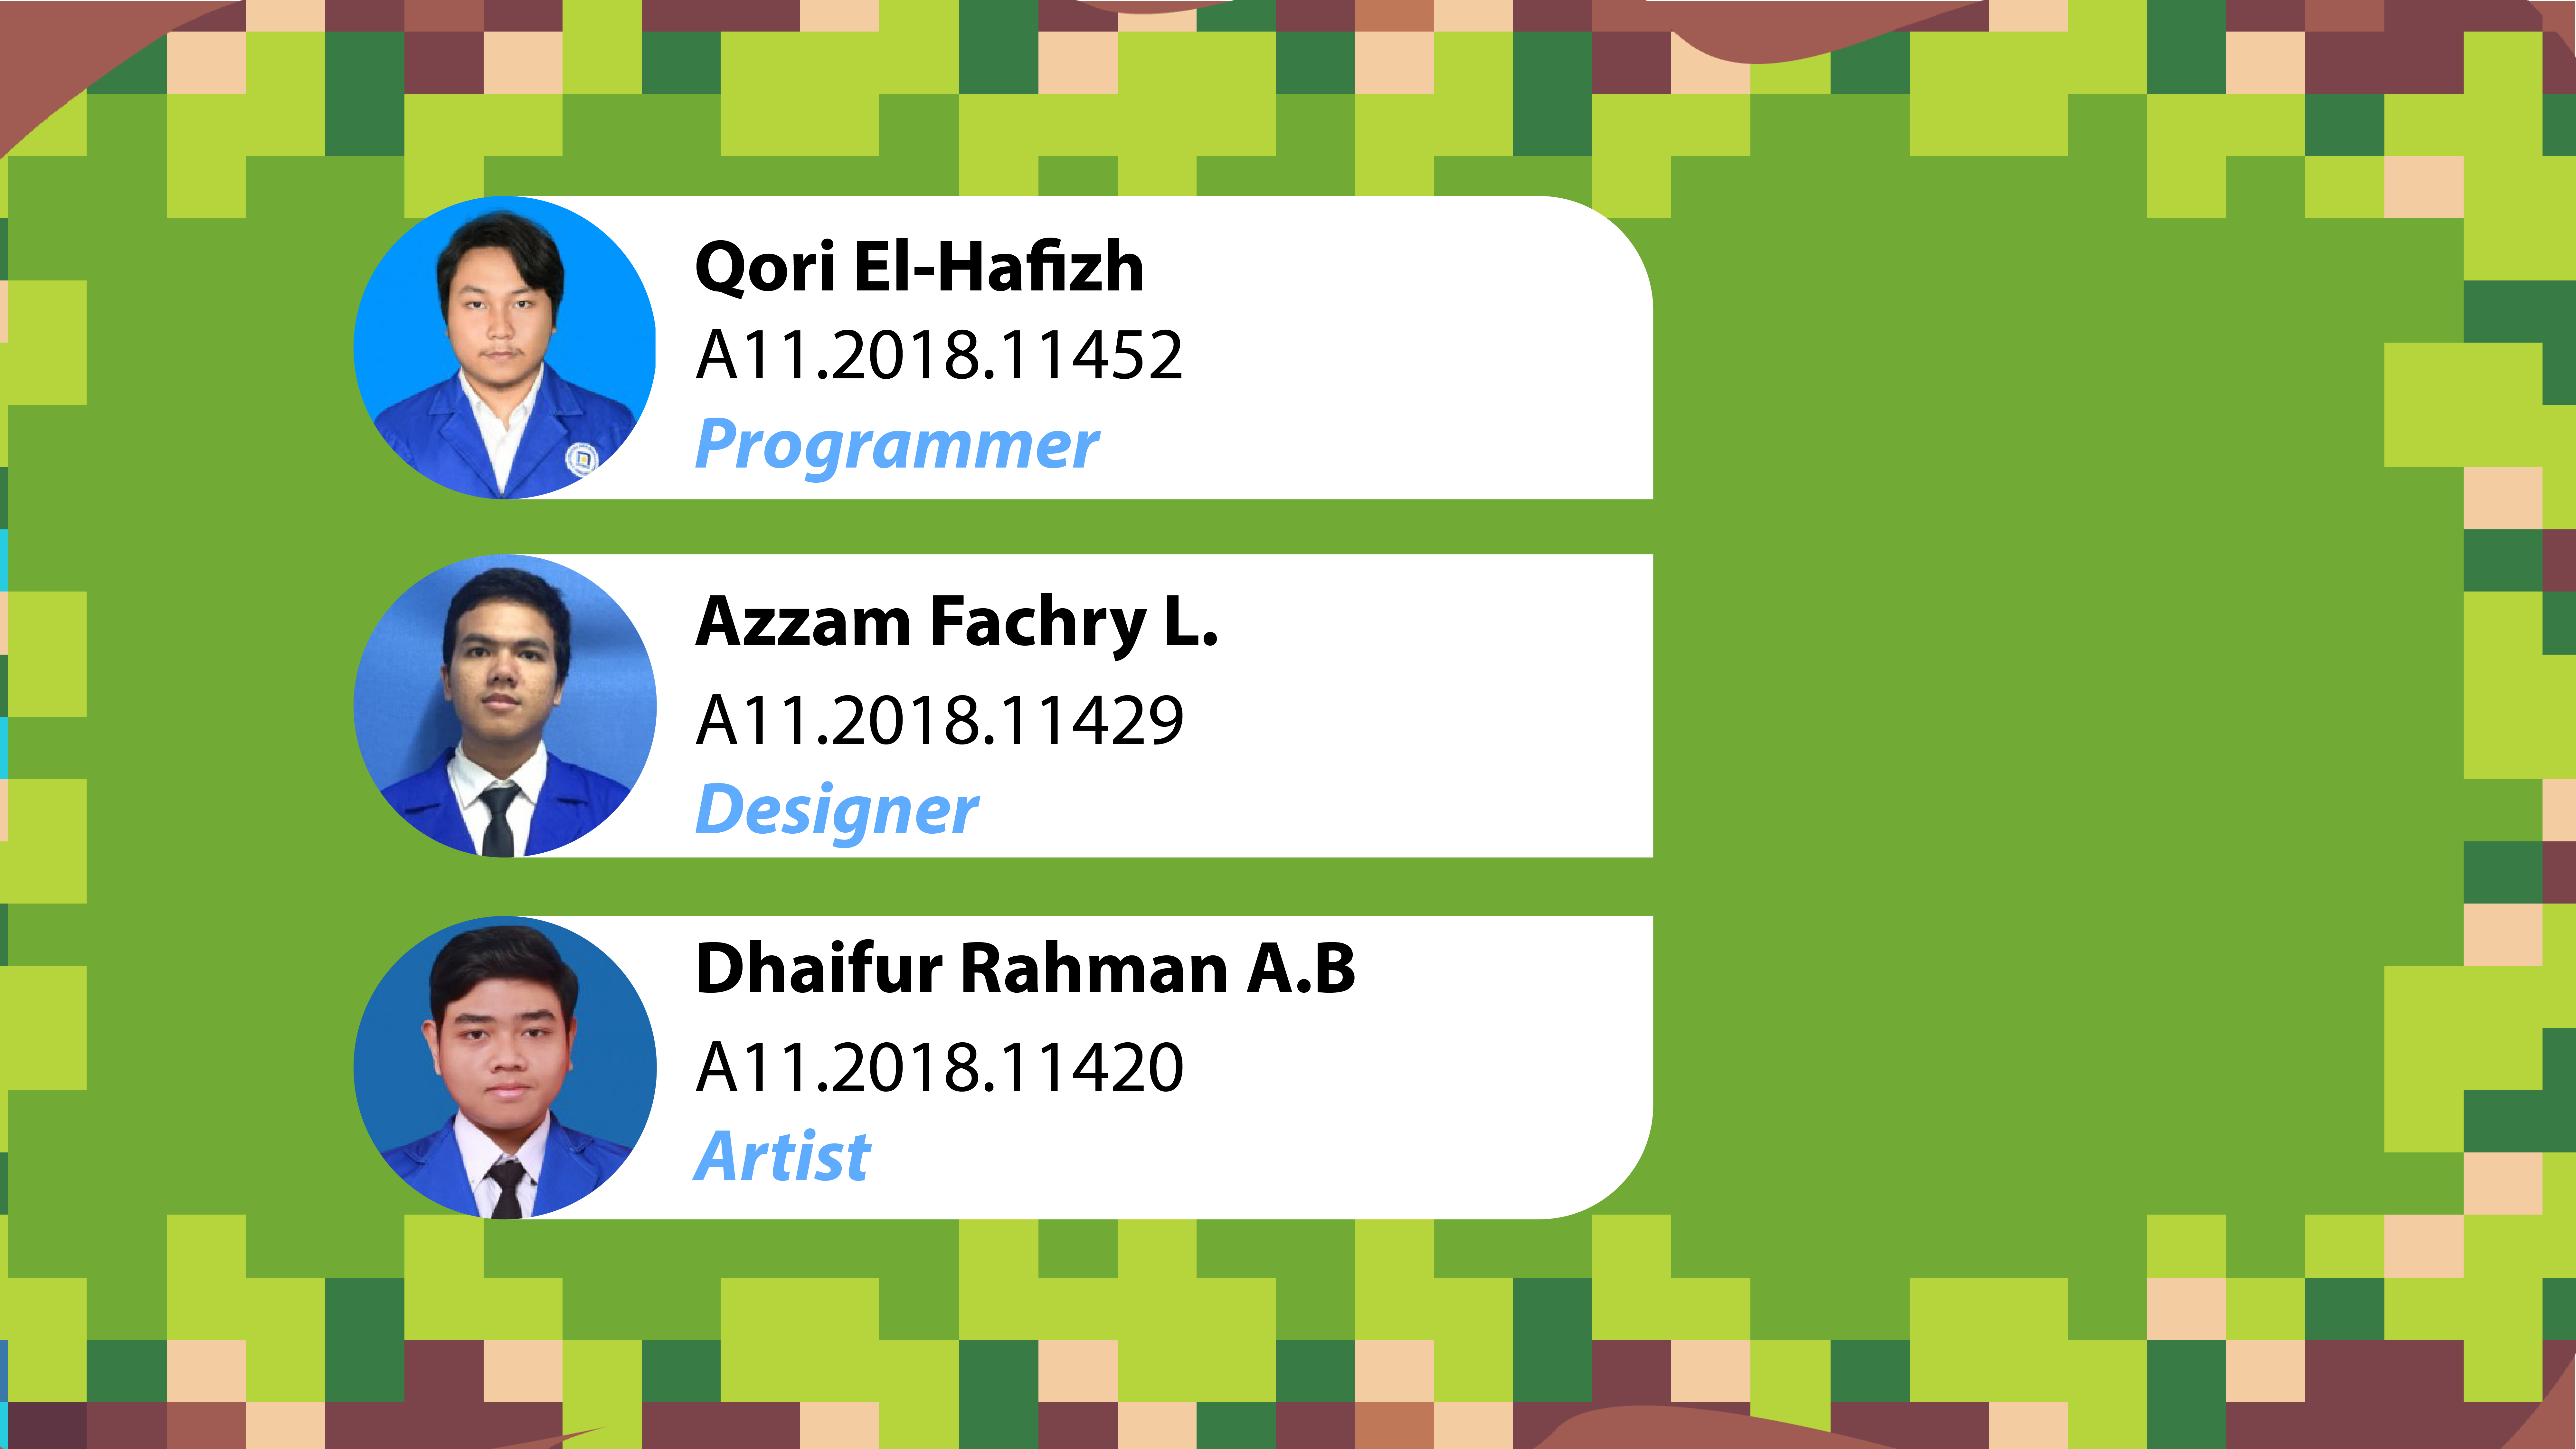 Qori El-Hafizh
A11.2018.11452
Programmer
Azzam Fachry L.
A11.2018.11429
Designer
Dhaifur Rahman A.B
A11.2018.11420
Artist